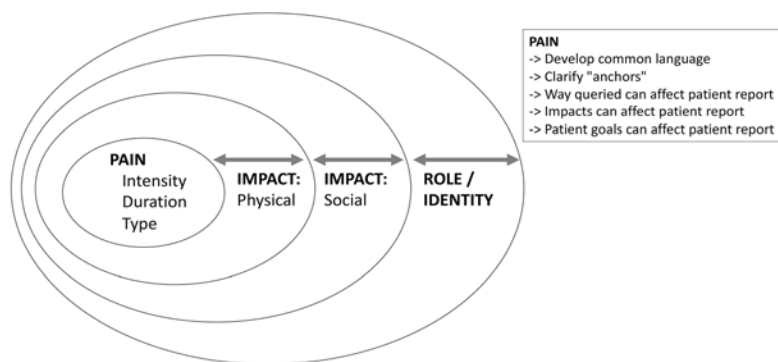 PAIN
Intensity
Duration
Type
IMPACT:
Physical
IMPACT:
Social
ROLE /
IDENTITY
PAIN
-> Develop common language
-> Clarify "anchors"
-> Way queried can affect patient report
-> Impacts can affect patient report
-> Patient goals can affect patient report